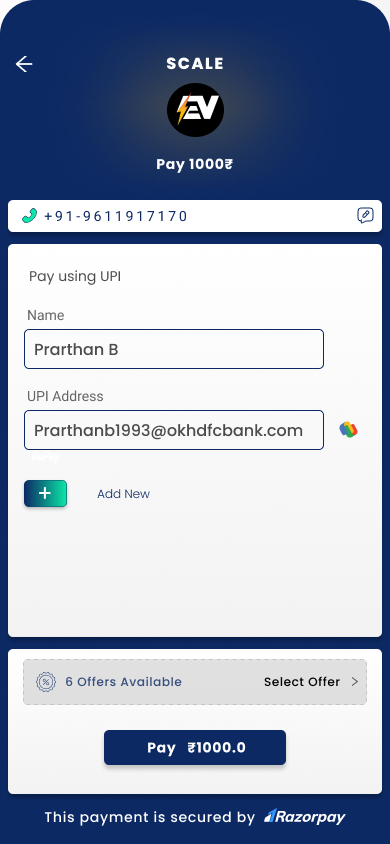 SCALE
EV
Pay 1000₹
+91-9611917170
Pay using UPI
Name
Prarthan B
UPI Address
Prarthanb1993@okhdfcbank.com
+ Add New
6 Offers Available Select Offer >
Pay ₹1000.0
This payment is secured by Razorpay